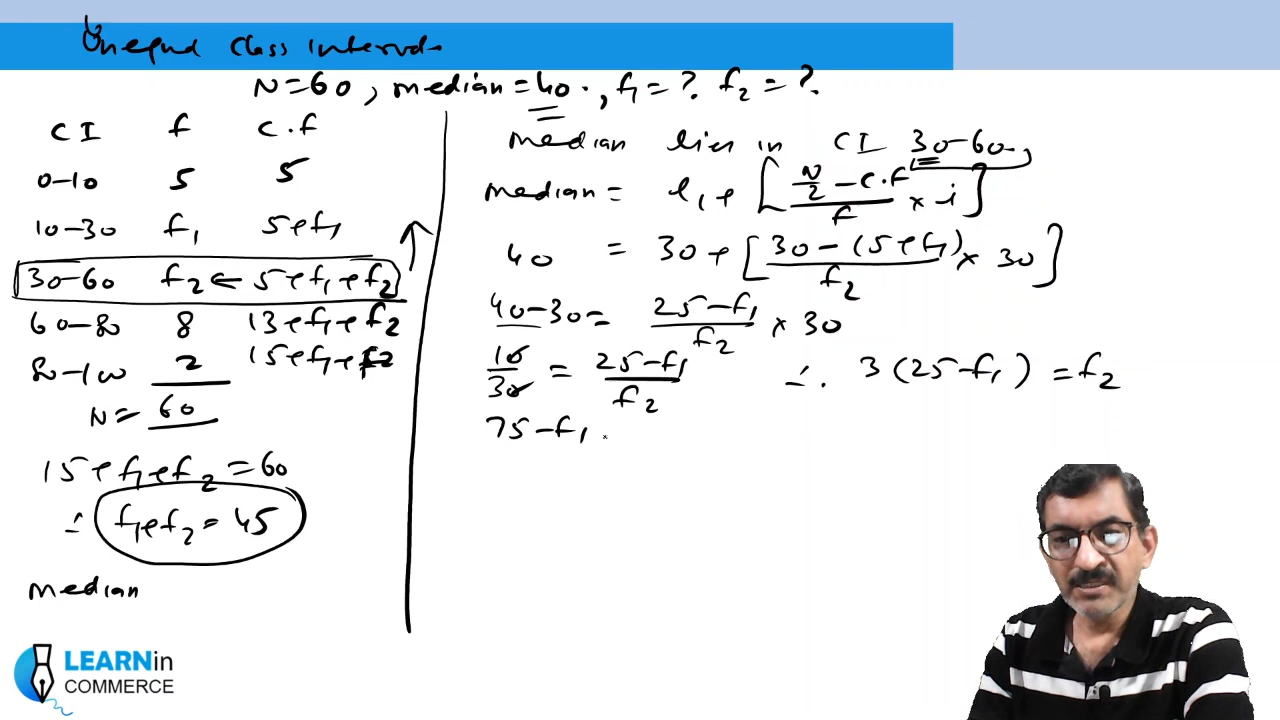 Unequal class intervals
N=60, median = 40., f1 = ? f2 = ?
CI f c.f
0-10 5 5
10-30 f1 5+f1
30-60 f2 ← 5+f1+f2
60-80 8 13+f1+f2
80-100 2 15+f1+f2
N= 60
15+f1+f2 = 60
∴ f1+f2 = 45
median
median lies in CI 30-60,
median = l1 + [ N/2 - c.f / f × i ]
40 = 30 + [ 30 - (5+f1) / f2 × 30 ]
40-30 = 25-f1 / f2 × 30
10/30 = 25-f1 / f2 ∴ 3(25-f1) = f2
75-f1
LEARNin
COMMERCE